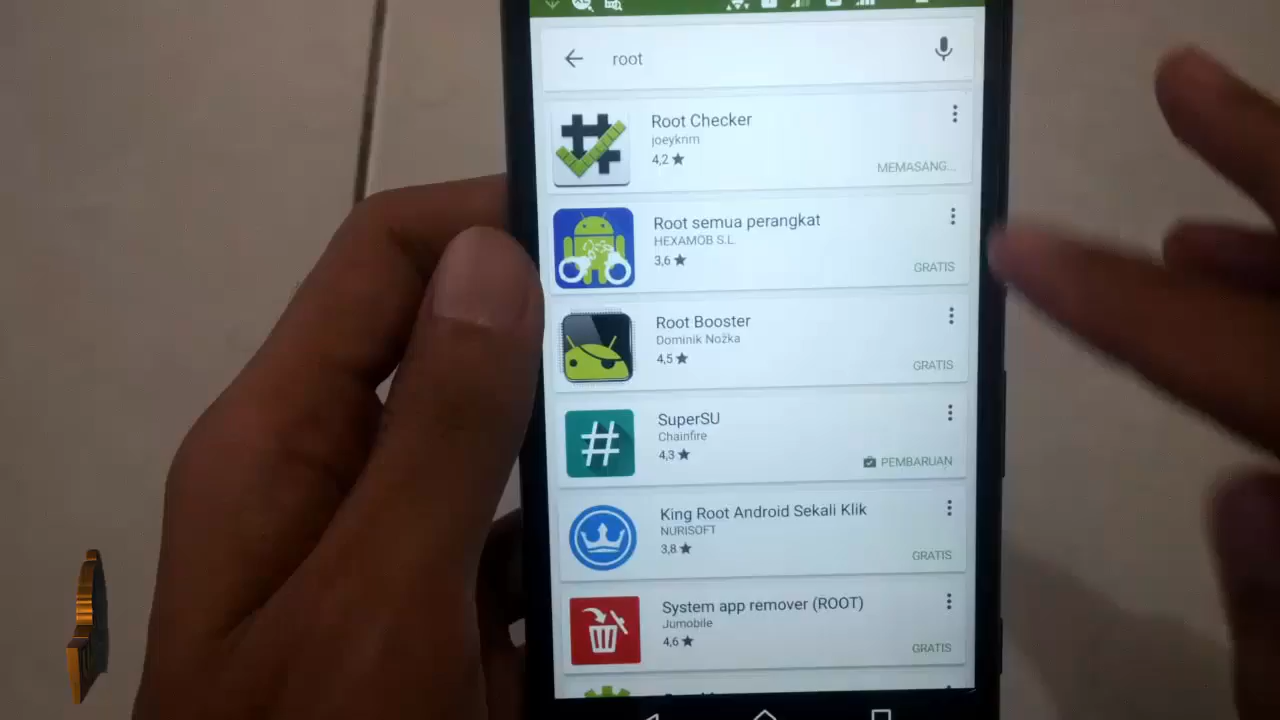 root
Root Checker
joeykrim
4,2
MEMASANG...
Root semua perangkat
HEXAMOB S.L.
3,6
GRATIS
Root Booster
Dominik Nožka
4,5
GRATIS
SuperSU
Chainfire
4,3
PEMBARUAN
King Root Android Sekali Klik
NURISOFT
3,8
GRATIS
System app remover (ROOT)
Jumobile
4,6
GRATIS